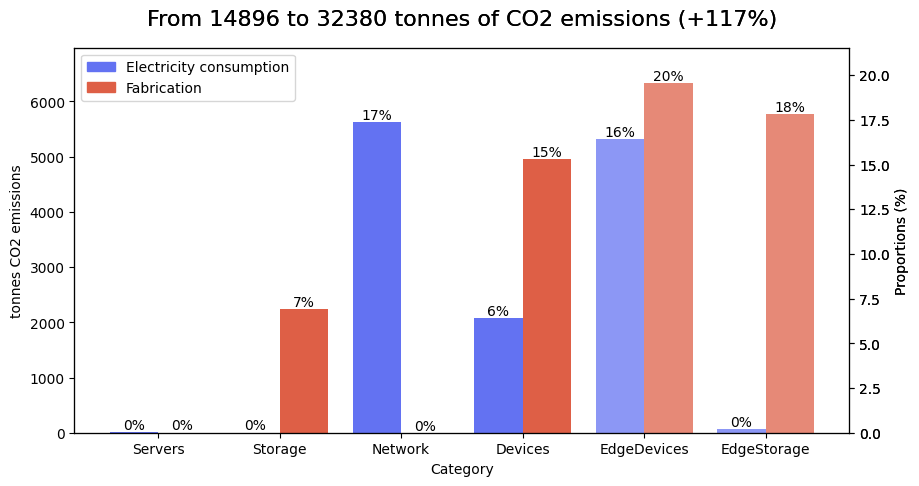 From 14896 to 32380 tonnes of CO2 emissions (+117%)
Electricity consumption
Fabrication
tonnes CO2 emissions
6000
5000
4000
3000
2000
1000
0
0%
0%
0%
7%
17%
0%
6%
15%
16%
20%
0%
18%
20.0
17.5
15.0
12.5
10.0
7.5
5.0
2.5
0.0
Proportions (%)
Servers
Storage
Network
Devices
EdgeDevices
EdgeStorage
Category